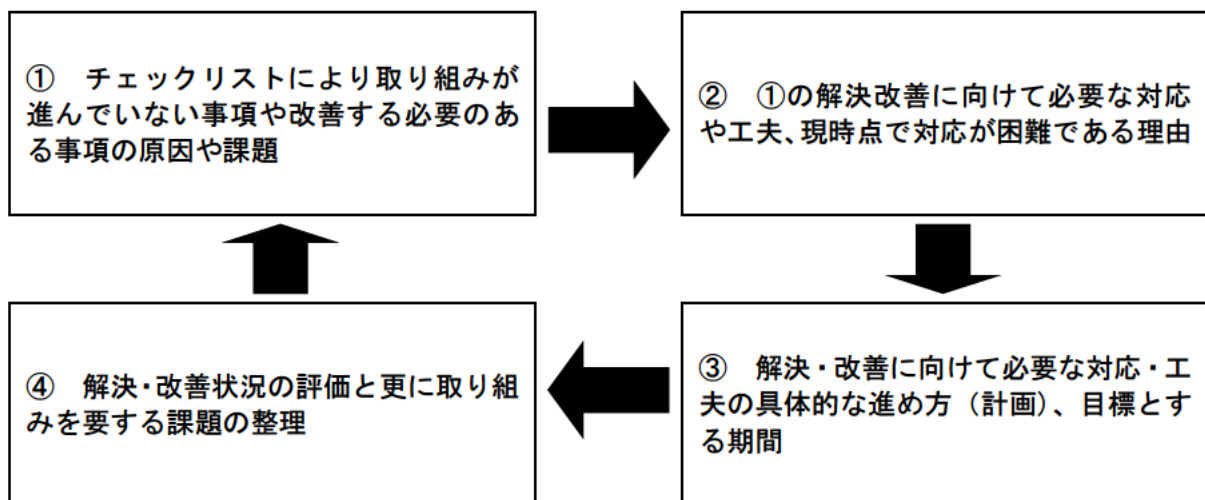 ① チェックリストにより取り組みが
進んでいない事項や改善する必要のあ
る事項の原因や課題
② ①の解決改善に向けて必要な対応
や工夫、現時点で対応が困難である理由
③ 解決・改善に向けて必要な対応・工
夫の具体的な進め方（計画）、目標とす
る期間
④ 解決・改善状況の評価と更に取り組
みを要する課題の整理